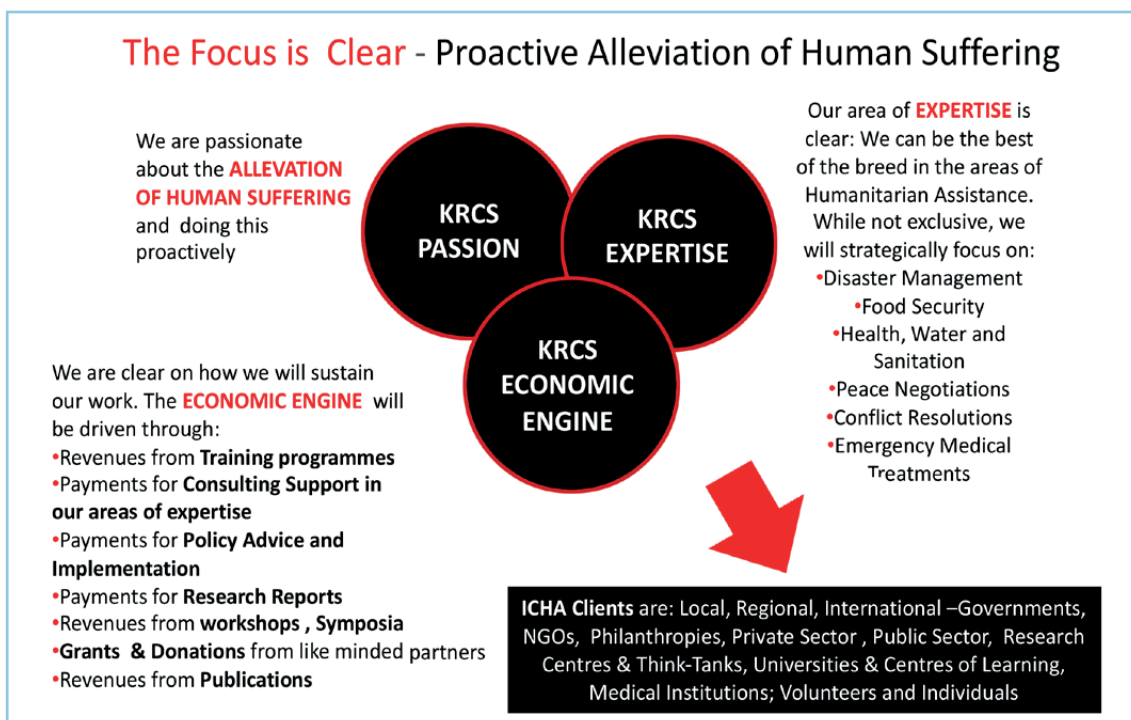 The Focus is Clear - Proactive Alleviation of Human Suffering
We are passionate
about the ALLEVATION
OF HUMAN SUFFERING
and doing this
proactively
KRCS
PASSION
KRCS
EXPERTISE
KRCS
ECONOMIC
ENGINE
Our area of EXPERTISE is
clear: We can be the best
of the breed in the areas of
Humanitarian Assistance.
While not exclusive, we
will strategically focus on:
•Disaster Management
•Food Security
•Health, Water and
Sanitation
•Peace Negotiations
•Conflict Resolutions
•Emergency Medical
Treatments
We are clear on how we will sustain
our work. The ECONOMIC ENGINE will
be driven through:
•Revenues from Training programmes
•Payments for Consulting Support in
our areas of expertise
•Payments for Policy Advice and
Implementation
•Payments for Research Reports
•Revenues from workshops , Symposia
•Grants & Donations from like minded partners
•Revenues from Publications
ICHA Clients are: Local, Regional, International –Governments,
NGOs, Philanthropies, Private Sector , Public Sector, Research
Centres & Think-Tanks, Universities & Centres of Learning,
Medical Institutions; Volunteers and Individuals